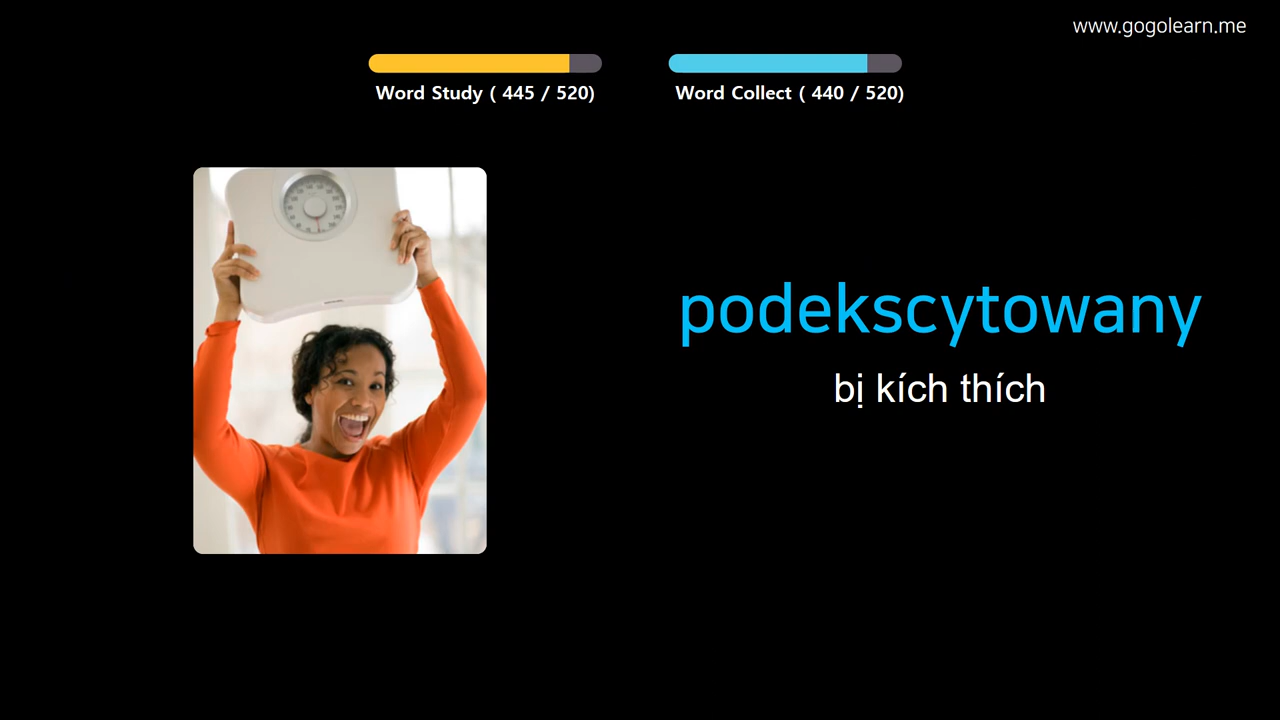 www.gogolearn.me
Word Study ( 445 / 520)
Word Collect ( 440 / 520)
podekscytowany
bị kích thích